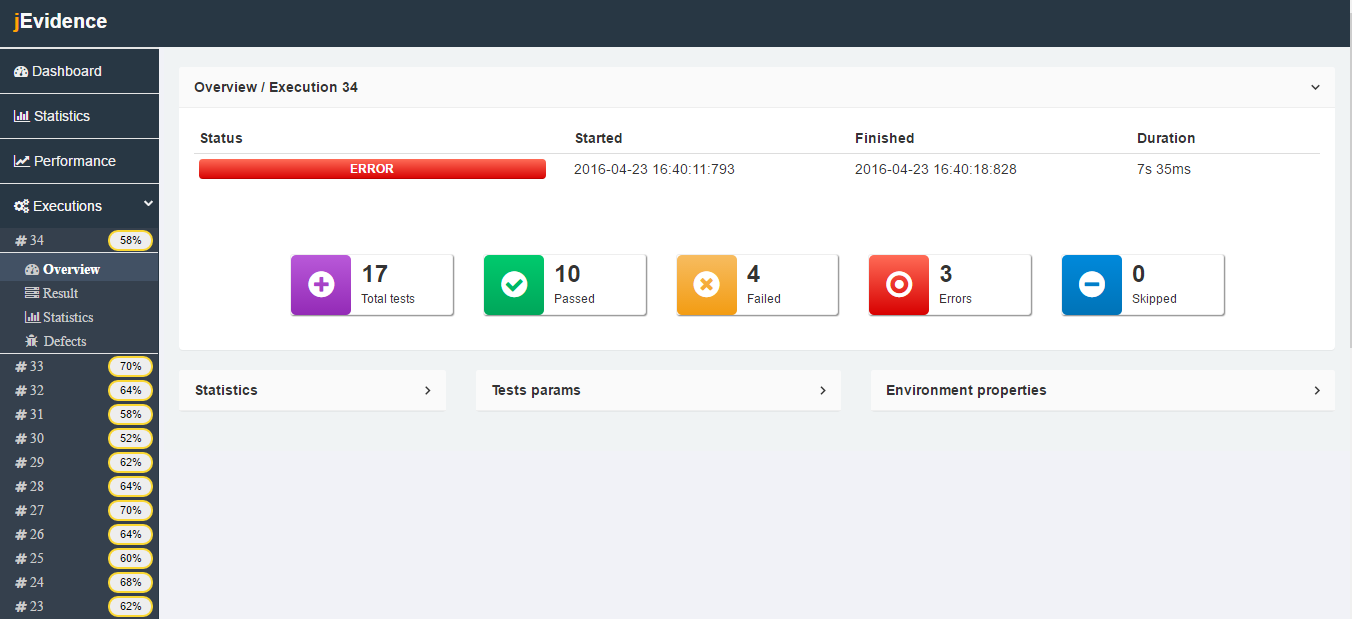 jEvidence
Dashboard
Statistics
Performance
Executions
# 34 58%
Overview
Result
Statistics
Defects
# 33 70%
# 32 64%
# 31 58%
# 30 52%
# 29 62%
# 28 64%
# 27 70%
# 26 64%
# 25 60%
# 24 68%
# 23 62%
Overview / Execution 34
Status Started Finished Duration
ERROR 2016-04-23 16:40:11:793 2016-04-23 16:40:18:828 7s 35ms
17 10 4 3 0
Total tests Passed Failed Errors Skipped
Statistics Tests params Environment properties